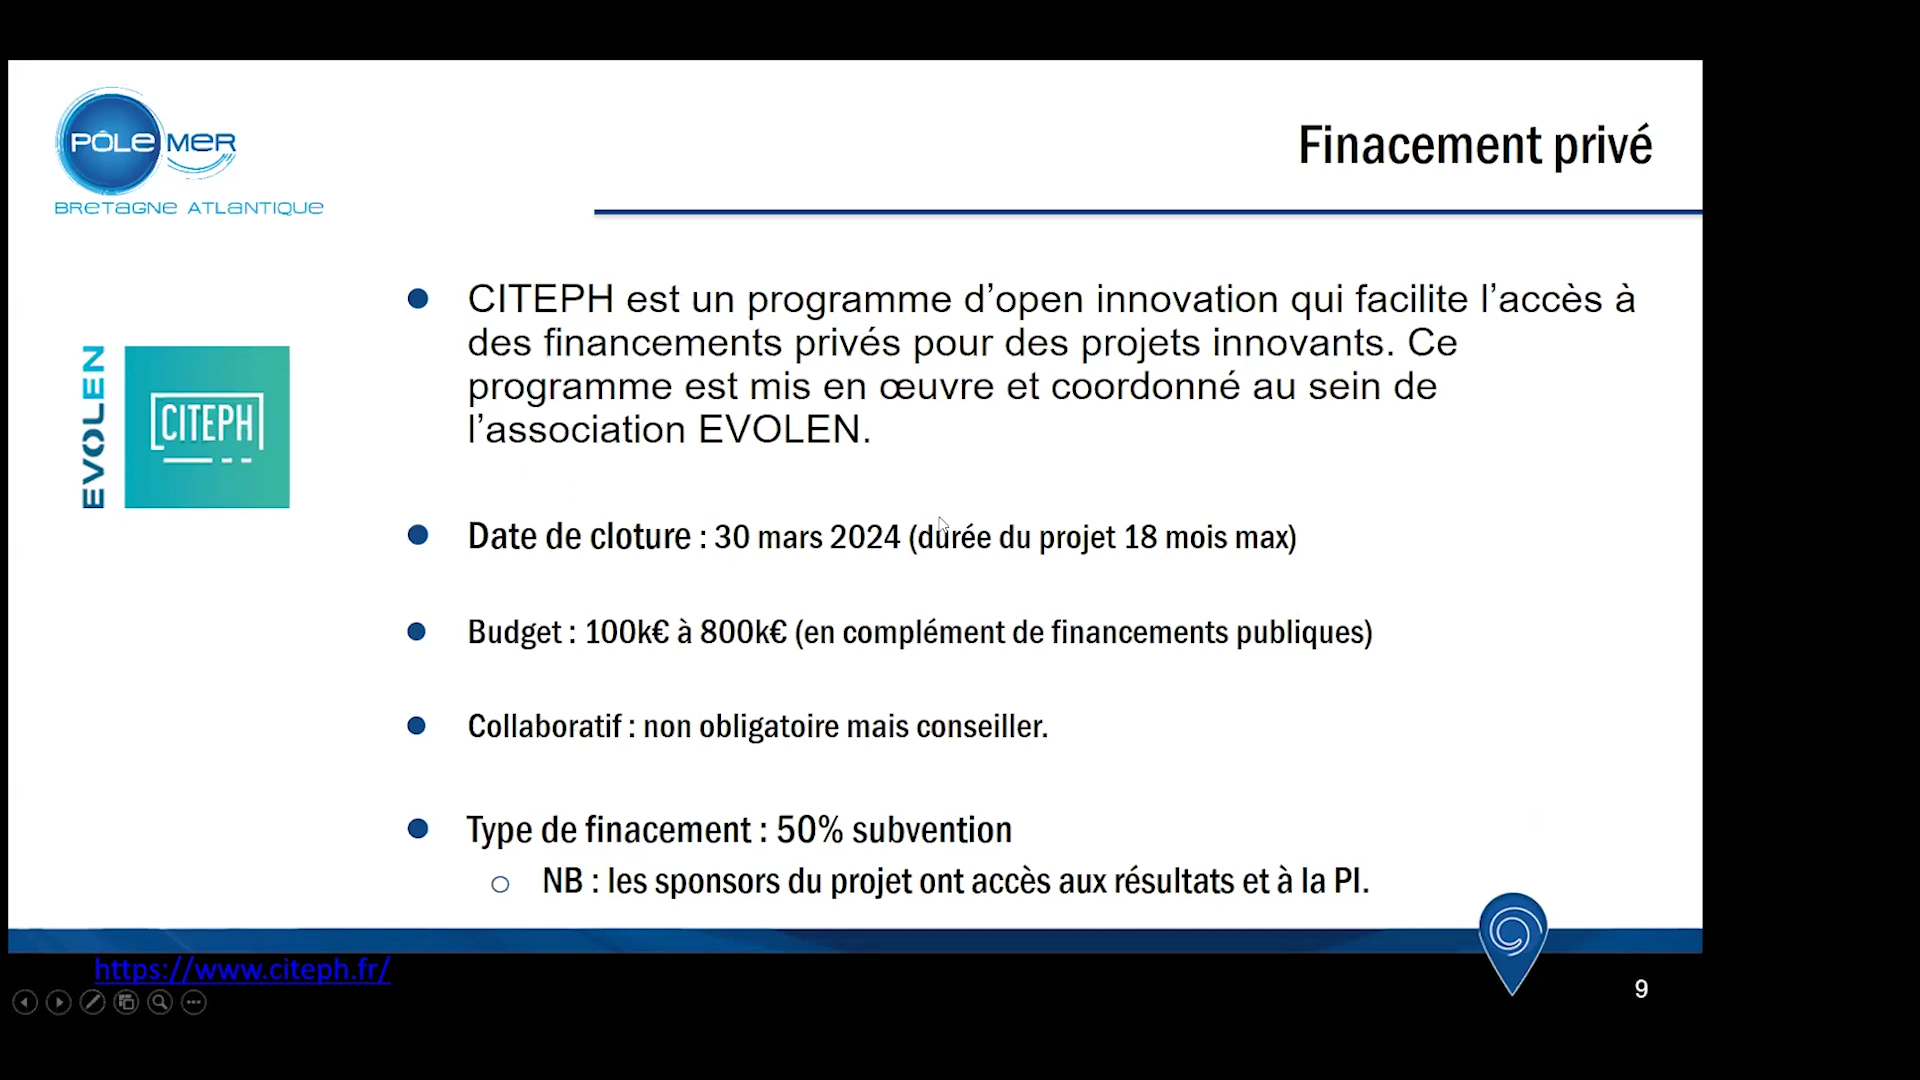 PÔLE MER
BRETAGNE ATLANTIQUE
Finacement privé
EVOLEN
CITEPH
CITEPH est un programme d’open innovation qui facilite l’accès à
des financements privés pour des projets innovants. Ce
programme est mis en œuvre et coordonné au sein de
l’association EVOLEN.
Date de cloture : 30 mars 2024 (durée du projet 18 mois max)
Budget : 100k€ à 800k€ (en complément de financements publiques)
Collaboratif : non obligatoire mais conseiller.
Type de finacement : 50% subvention
NB : les sponsors du projet ont accès aux résultats et à la PI.
https://www.citeph.fr/
9